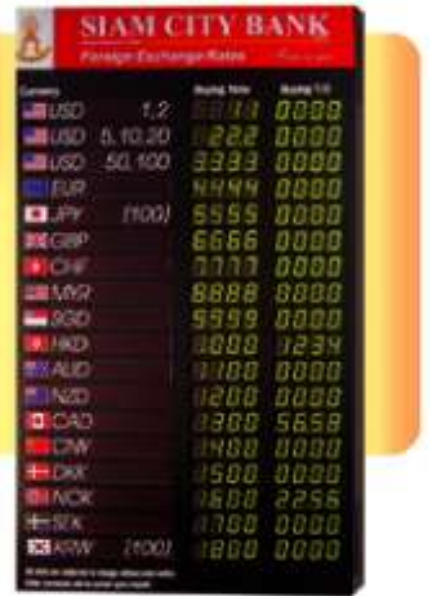 SIAM CITY BANK
Foreign Exchange Rates
Currency Buying Note Buying T/C
USD 1,2 11 0000
USD 5,10,20 222 0000
USD 50,100 3333 0000
EUR 4444 0000
JPY [100] 5555 0000
GBP 6666 0000
CHF 7777 0000
MYR 8888 0000
SGD 9999 0000
HKD 1000 1234
AUD 1100 0000
NZD 1200 0000
CAD 1300 5658
CNY 1400 0000
DKK 1500 0000
NOK 1600 2256
SEK 1700 0000
KRW [100] 1800 0000